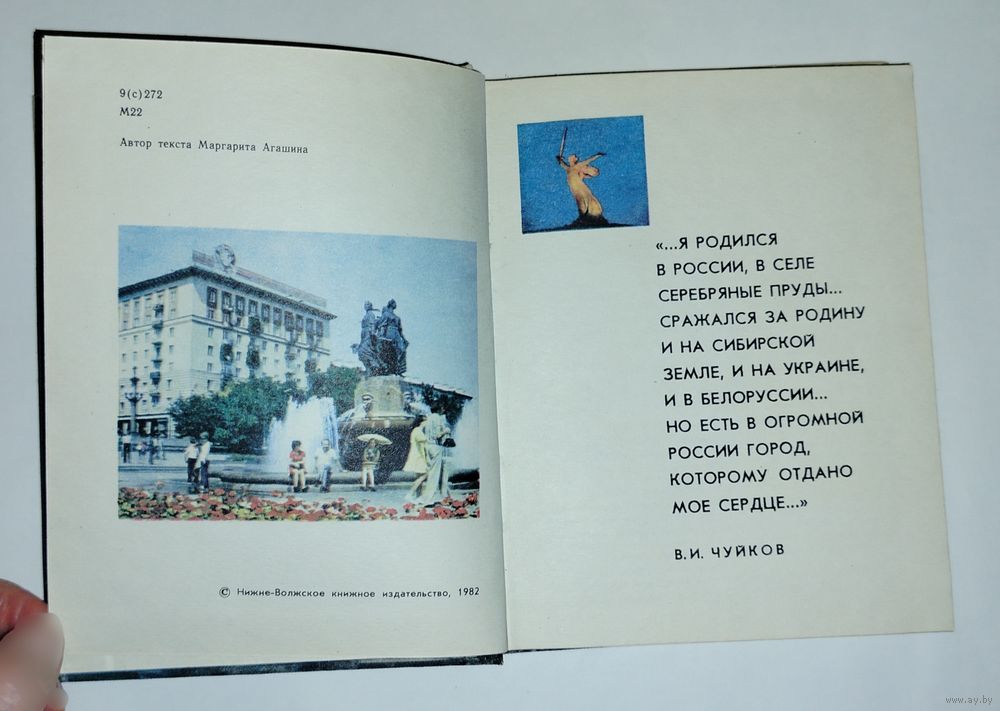 9(с)272
М22
Автор текста Маргарита Агашина
© Нижне-Волжское книжное издательство, 1982
«...Я РОДИЛСЯ
В РОССИИ, В СЕЛЕ
СЕРЕБРЯНЫЕ ПРУДЫ...
СРАЖАЛСЯ ЗА РОДИНУ
И НА СИБИРСКОЙ
ЗЕМЛЕ, И НА УКРАИНЕ,
И В БЕЛОРУССИИ...
НО ЕСТЬ В ОГРОМНОЙ
РОССИИ ГОРОД,
КОТОРОМУ ОТДАНО
МОЕ СЕРДЦЕ...»
В. И. ЧУЙКОВ
www.ay.by